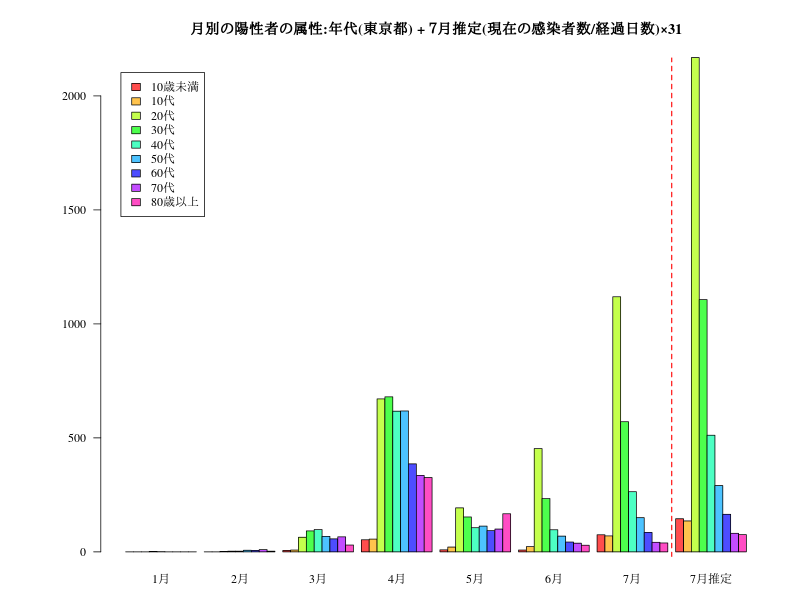 月別の陽性者の属性:年代(東京都) + 7月推定(現在の感染者数/経過日数)×31
10歳未満
10代
20代
30代
40代
50代
60代
70代
80歳以上
2000
1500
1000
500
0
1月 2月 3月 4月 5月 6月 7月 7月推定